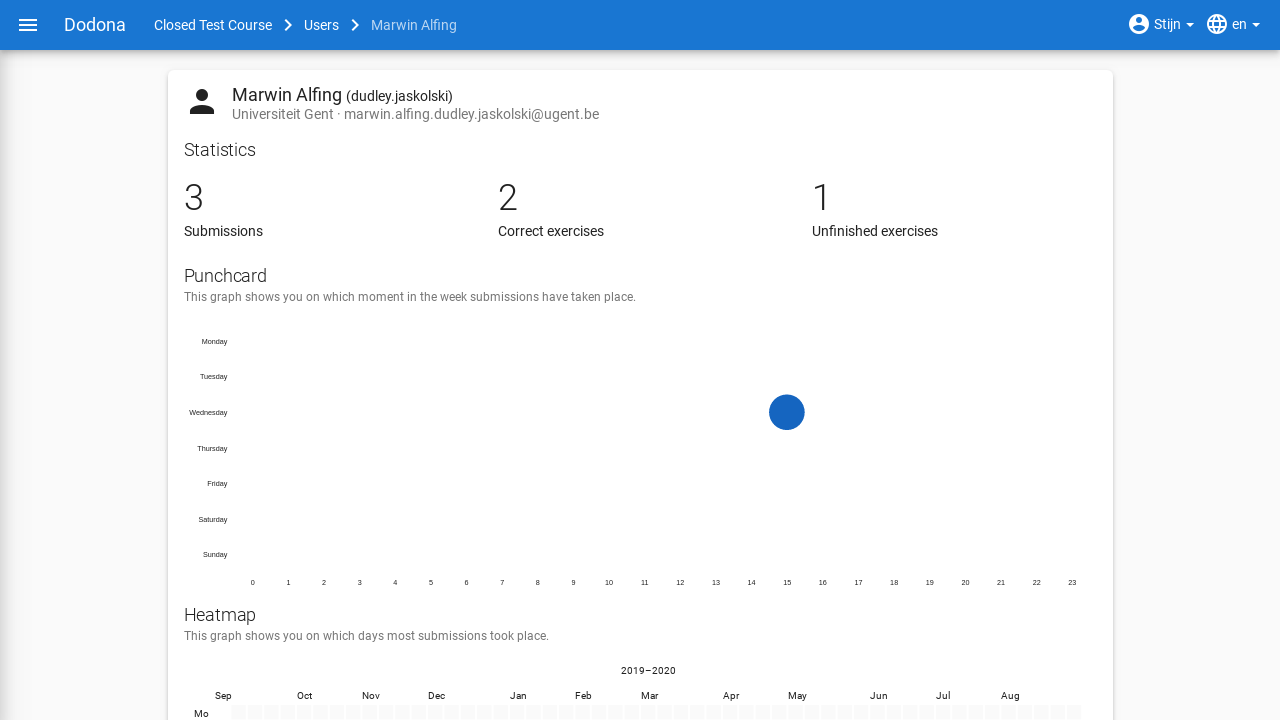 Dodona Closed Test Course Users Marwin Alfing Stijn en
Marwin Alfing (dudley.jaskolski)
Universiteit Gent · marwin.alfing.dudley.jaskolski@ugent.be
Statistics
3 2 1
Submissions Correct exercises Unfinished exercises
Punchcard
This graph shows you on which moment in the week submissions have taken place.
Monday
Tuesday
Wednesday
Thursday
Friday
Saturday
Sunday
0 1 2 3 4 5 6 7 8 9 10 11 12 13 14 15 16 17 18 19 20 21 22 23
Heatmap
This graph shows you on which days most submissions took place.
2019–2020
Sep Oct Nov Dec Jan Feb Mar Apr May Jun Jul Aug
Mo